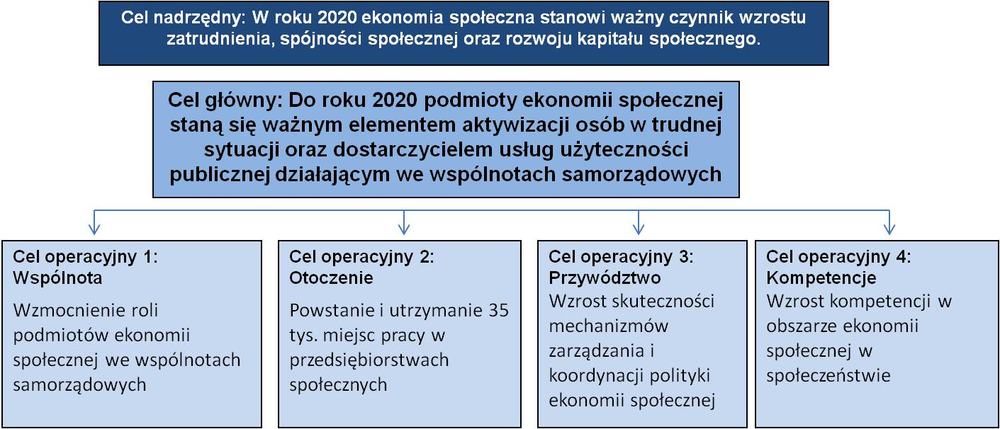 Cel nadrzędny: W roku 2020 ekonomia społeczna stanowi ważny czynnik wzrostu
zatrudnienia, spójności społecznej oraz rozwoju kapitału społecznego.
Cel główny: Do roku 2020 podmioty ekonomii społecznej
staną się ważnym elementem aktywizacji osób w trudnej
sytuacji oraz dostarczycielem usług użyteczności
publicznej działającym we wspólnotach samorządowych
Cel operacyjny 1:
Wspólnota
Wzmocnienie roli
podmiotów ekonomii
społecznej we wspólnotach
samorządowych
Cel operacyjny 2:
Otoczenie
Powstanie i utrzymanie 35
tys. miejsc pracy w
przedsiębiorstwach
społecznych
Cel operacyjny 3:
Przywództwo
Wzrost skuteczności
mechanizmów
zarządzania i
koordynacji polityki
ekonomii społecznej
Cel operacyjny 4:
Kompetencje
Wzrost kompetencji w
obszarze ekonomii
społecznej w
społeczeństwie